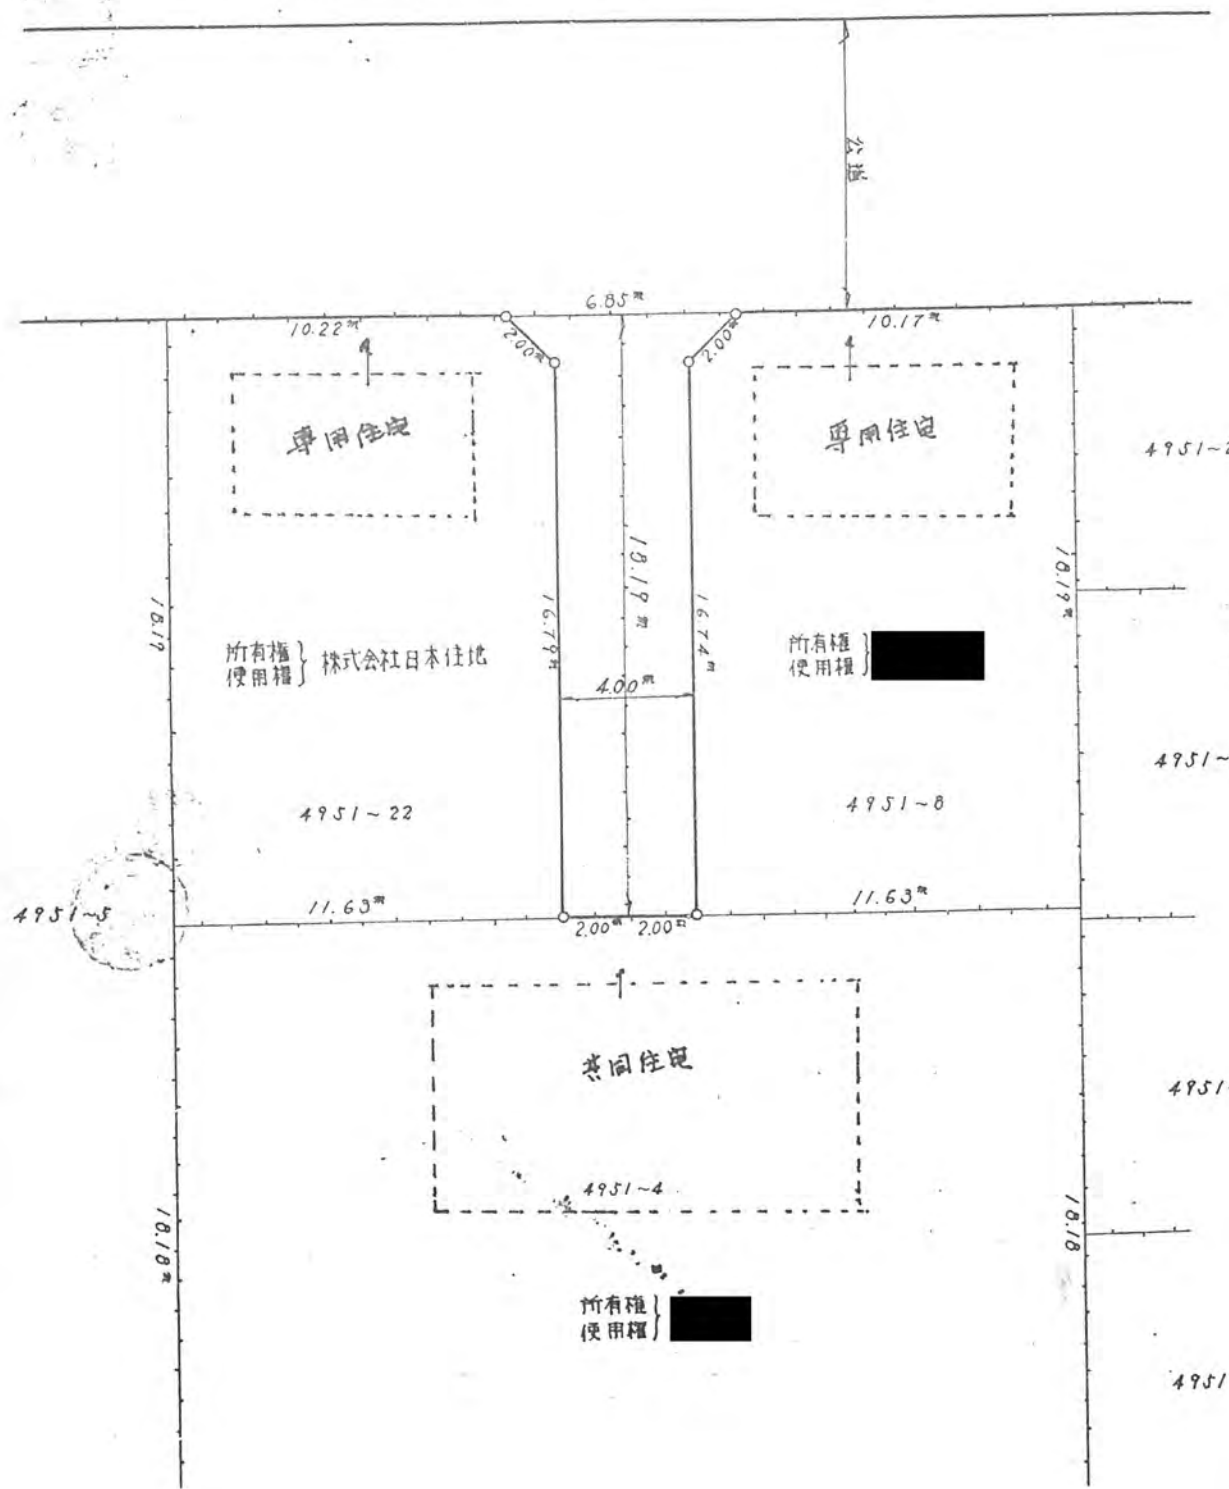 公道
6.85m
10.22m
2.00m
2.00m
10.17m
専用住宅
専用住宅
4951~2
18.19
16.79m
18.19m
16.74m
18.19m
所有権
使用権
株式会社日本住地
所有権
使用権
4.00m
4951~
4951~22
4951~8
4951~5
11.63m
11.63m
2.00m
2.00m
共同住宅
4951
4951~4
18.18m
18.18
所有権
使用権
4951